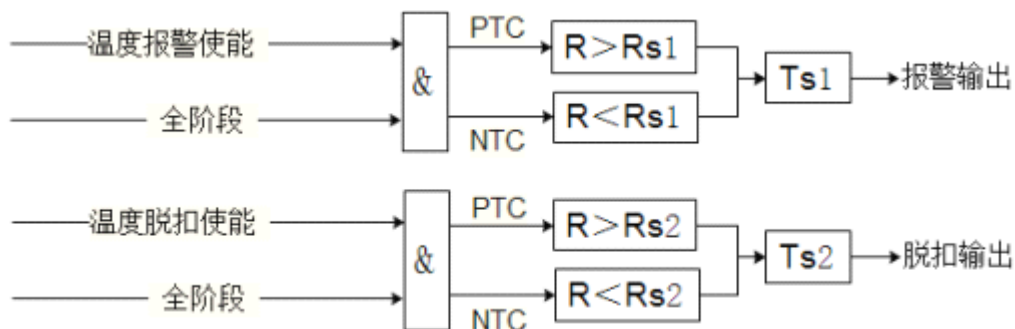 温度报警使能
全阶段
&
PTC
R＞Rs1
NTC
R＜Rs1
Ts1
报警输出
温度脱扣使能
全阶段
&
PTC
R＞Rs2
NTC
R＜Rs2
Ts2
脱扣输出